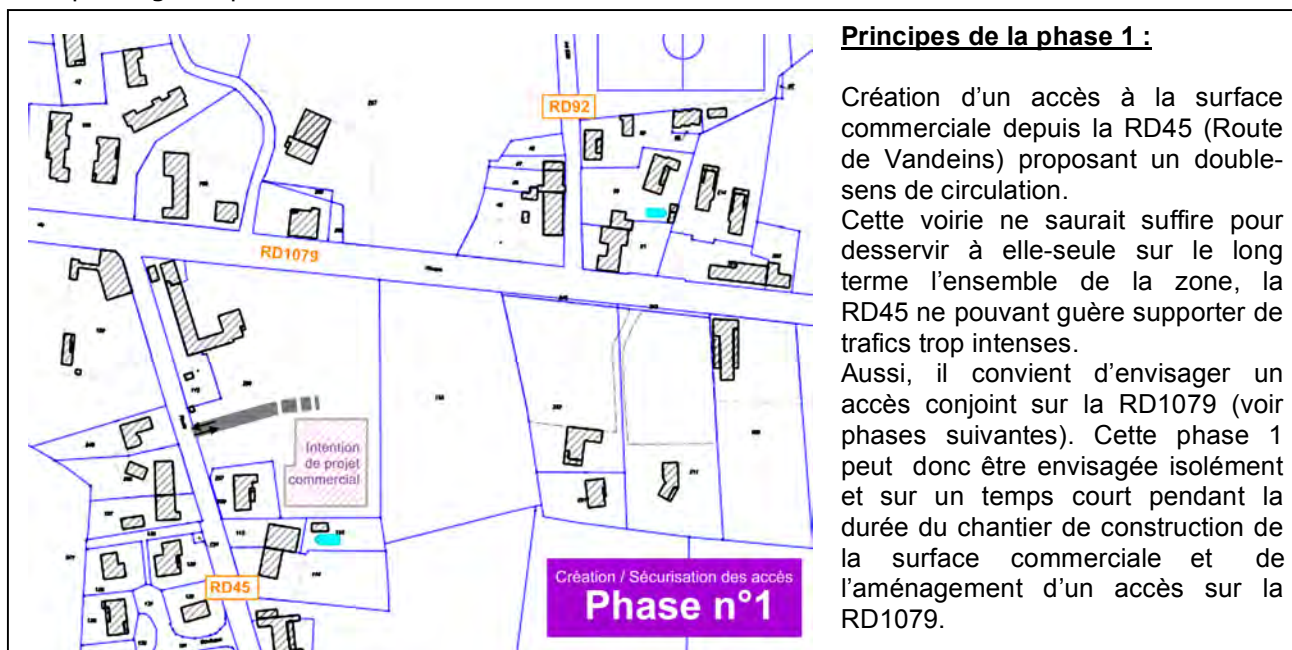 RD92
RD1079
Intention
de projet
commercial
RD45
Création / Sécurisation des accès
Phase n°1
Principes de la phase 1 :
Création d'un accès à la surface
commerciale depuis la RD45 (Route
de Vandeins) proposant un double-
sens de circulation.
Cette voirie ne saurait suffire pour
desservir à elle-seule sur le long
terme l'ensemble de la zone, la
RD45 ne pouvant guère supporter de
trafics trop intenses.
Aussi, il convient d'envisager un
accès conjoint sur la RD1079 (voir
phases suivantes). Cette phase 1
peut donc être envisagée isolément
et sur un temps court pendant la
durée du chantier de construction de
la surface commerciale et de
l'aménagement d'un accès sur la
RD1079.